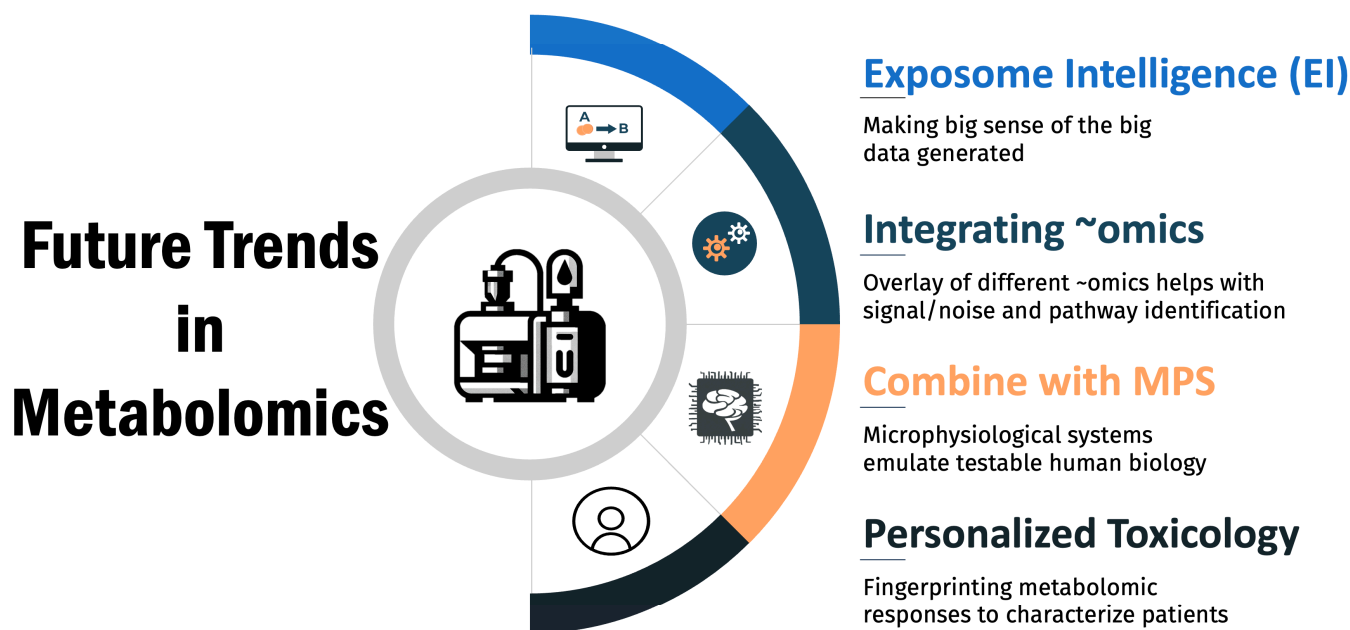 Future Trends
in
Metabolomics
A
B
U
Exposome Intelligence (EI)
Making big sense of the big
data generated
Integrating ~omics
Overlay of different ~omics helps with
signal/noise and pathway identification
Combine with MPS
Microphysiological systems
emulate testable human biology
Personalized Toxicology
Fingerprinting metabolomic
responses to characterize patients